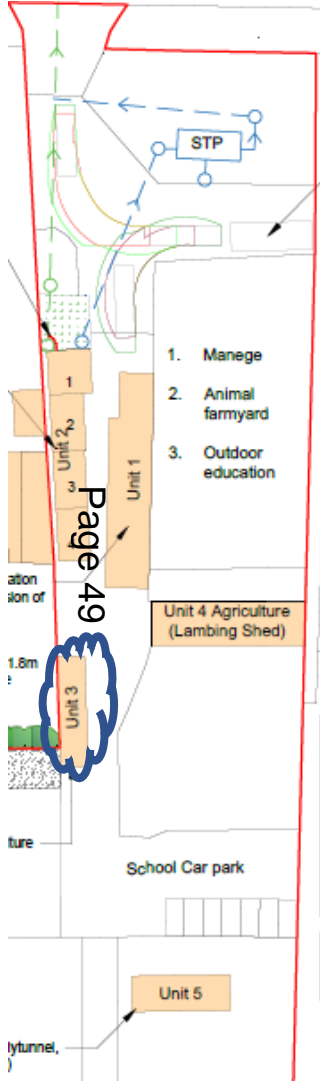 STP
1. Manege
2. Animal
farmyard
3. Outdoor
education
1
2
3
Unit 2
Unit 1
Page 49
ation
sion of
Unit 4 Agriculture
(Lambing Shed)
1.8m
e
Unit 3
ture
School Car park
Unit 5
lytunnel,
)